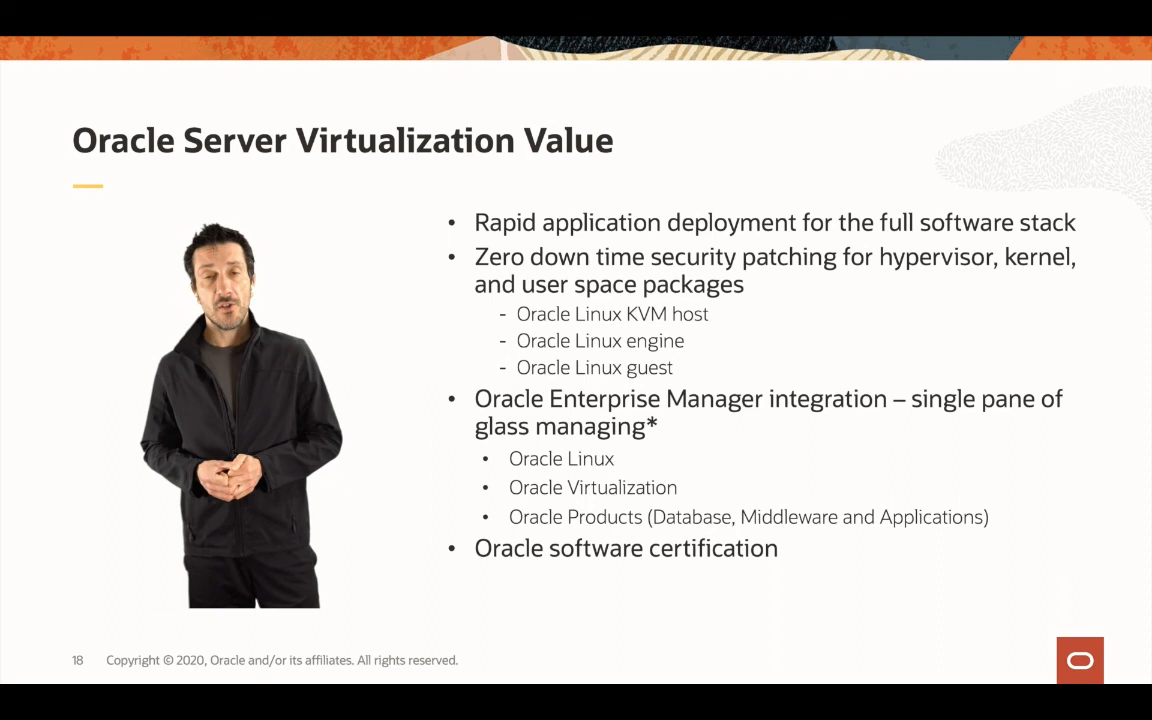 Oracle Server Virtualization Value
• Rapid application deployment for the full software stack
• Zero down time security patching for hypervisor, kernel,
and user space packages
- Oracle Linux KVM host
- Oracle Linux engine
- Oracle Linux guest
• Oracle Enterprise Manager integration – single pane of
glass managing*
• Oracle Linux
• Oracle Virtualization
• Oracle Products (Database, Middleware and Applications)
• Oracle software certification
18 Copyright © 2020, Oracle and/or its affiliates. All rights reserved.